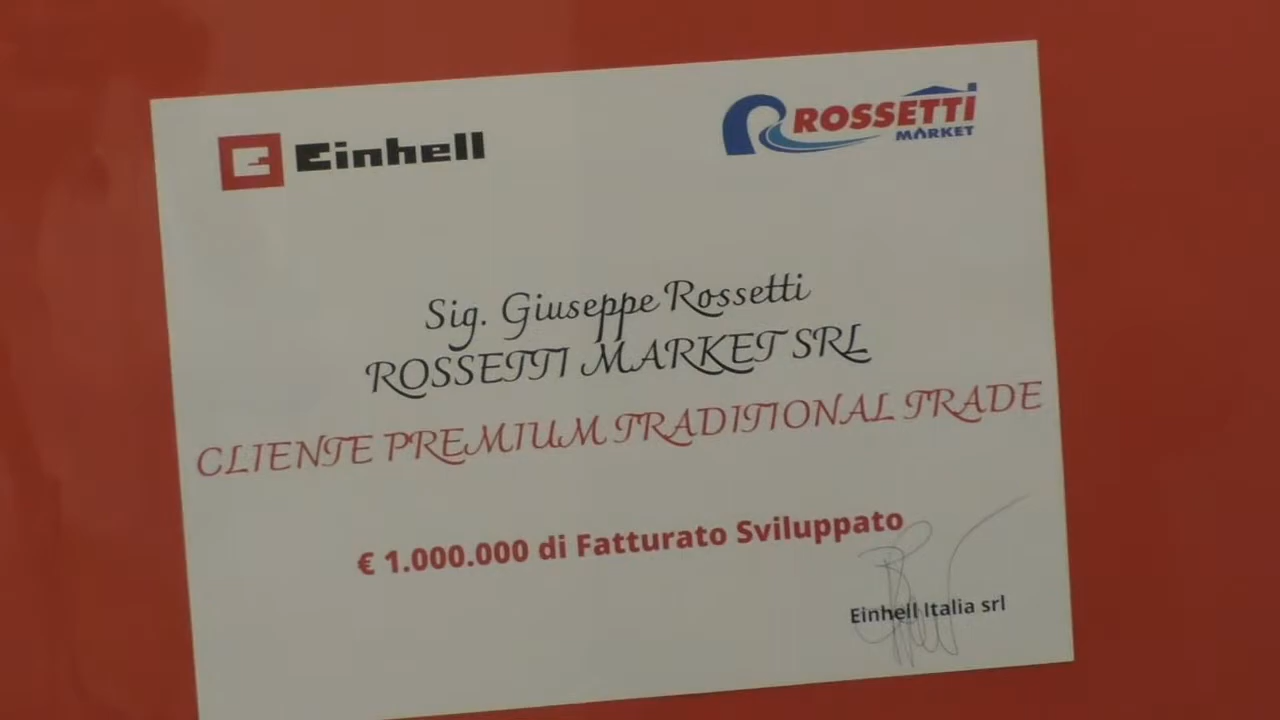 Einhell
ROSSETTI
MARKET
Sig. Giuseppe Rossetti
ROSSETTI MARKET SRL
CLIENTE PREMIUM TRADITIONAL TRADE
€ 1.000.000 di Fatturato Sviluppato
Einhell Italia srl